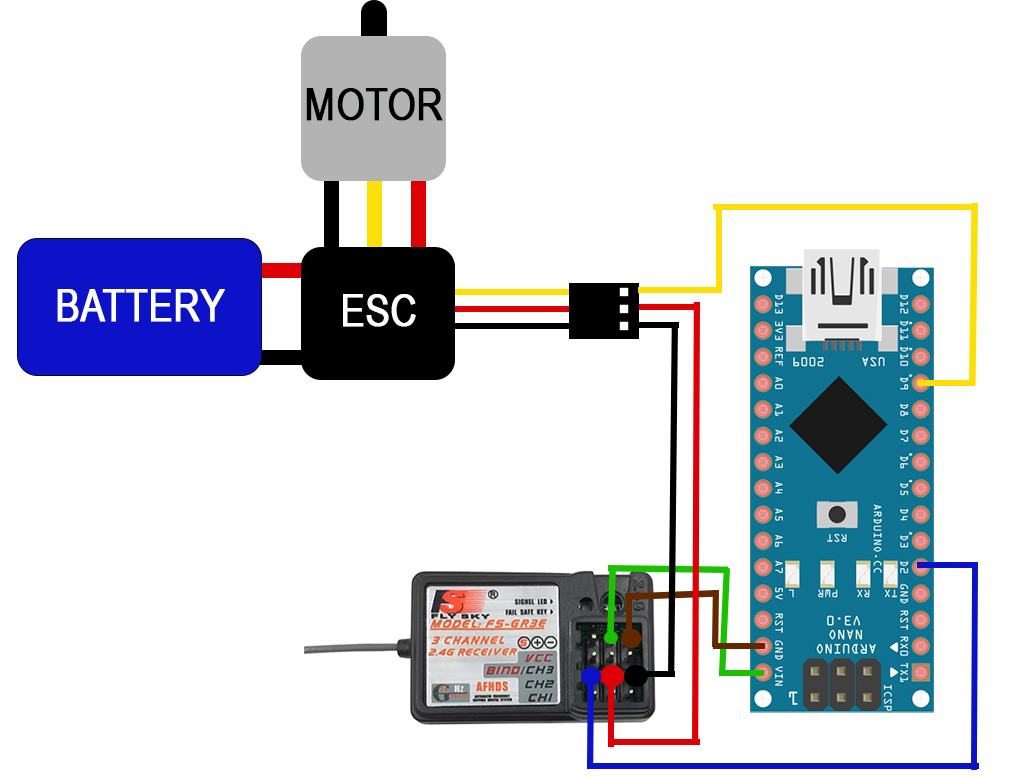 MOTOR
BATTERY
ESC
D13
3V3
REF
A0
A1
A2
A3
A4
A5
A6
A7
5V
RST
GND
VIN
D12
D11
D10
D9
D8
D7
D6
D5
D4
D3
D2
GND
RST
RX0
TX1
2009
USA
RST
ARDUINO.CC
L
PWR
RX
TX
ARDUINO
NANO
V3.0
ICSP
1
FS
®
FLY SKY
SIGNEL LED
FAIL SAFE KEY
MODEL: FS-GR3E
3 CHANNEL
2.4G RECEIVER
S + −
VCC
BIND/CH3
AFHDS
CH2
CH1